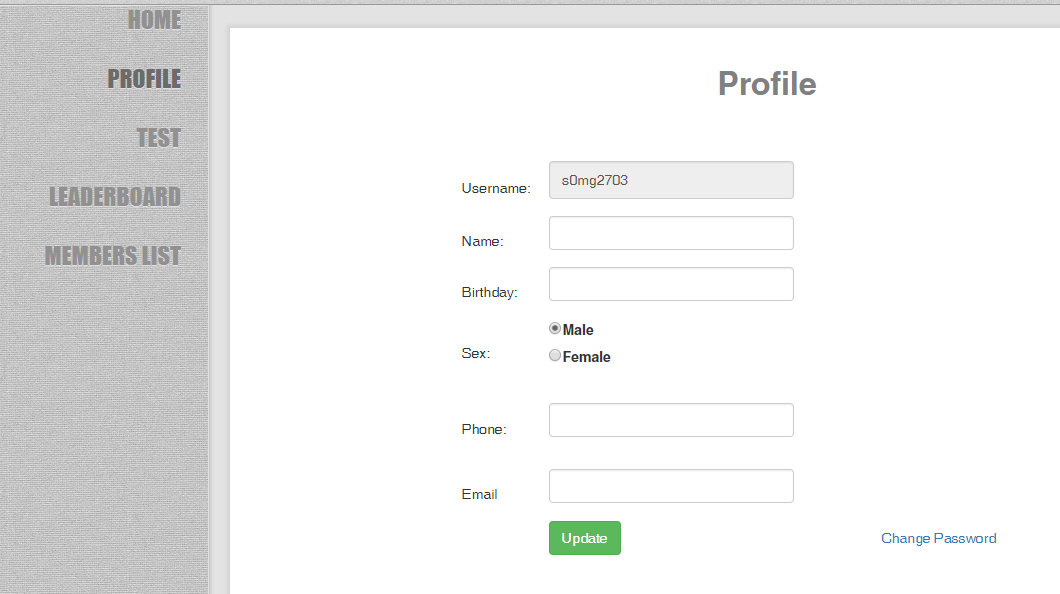 HOME
PROFILE
TEST
LEADERBOARD
MEMBERS LIST
Profile
Username: s0mg2703
Name:
Birthday:
Sex:
Male
Female
Phone:
Email
Update
Change Password